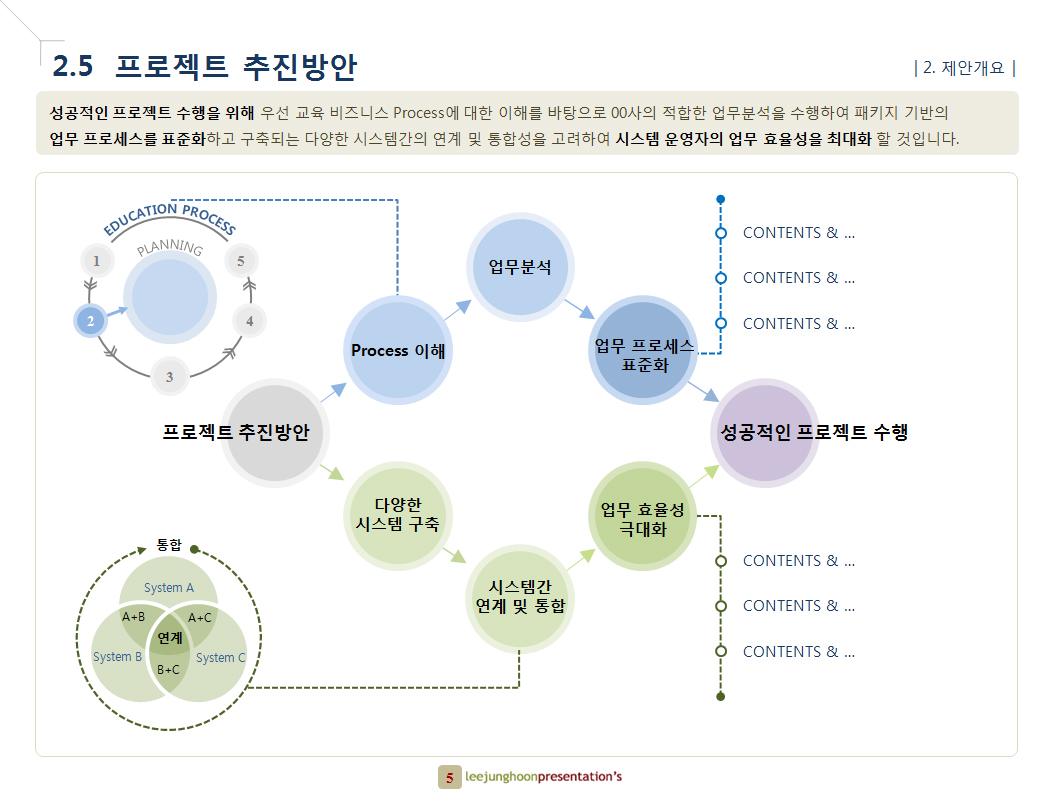 2.5 프로젝트 추진방안
| 2. 제안개요 |
성공적인 프로젝트 수행을 위해 우선 교육 비즈니스 Process에 대한 이해를 바탕으로 00사의 적합한 업무분석을 수행하여 패키지 기반의
업무 프로세스를 표준화하고 구축되는 다양한 시스템간의 연계 및 통합성을 고려하여 시스템 운영자의 업무 효율성을 최대화 할 것입니다.
EDUCATION PROCESS
PLANNING
1
2
3
4
5
Process 이해
업무분석
업무 프로세스
표준화
CONTENTS & ...
CONTENTS & ...
CONTENTS & ...
프로젝트 추진방안
성공적인 프로젝트 수행
다양한
시스템 구축
시스템간
연계 및 통합
업무 효율성
극대화
CONTENTS & ...
CONTENTS & ...
CONTENTS & ...
통합
System A
A+B
A+C
연계
System B
System C
B+C
5
leejunghoonpresentation's